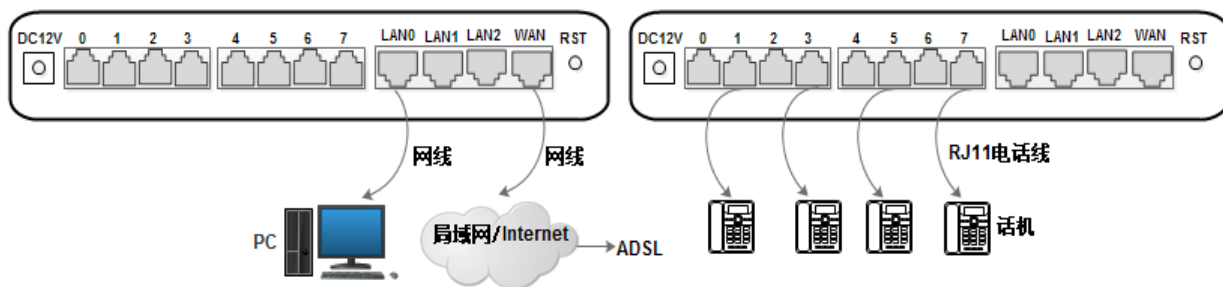 DC12V 0 1 2 3 4 5 6 7 LAN0 LAN1 LAN2 WAN RST
DC12V 0 1 2 3 4 5 6 7 LAN0 LAN1 LAN2 WAN RST
网线
网线
RJ11电话线
PC
局域网/Internet
ADSL
话机